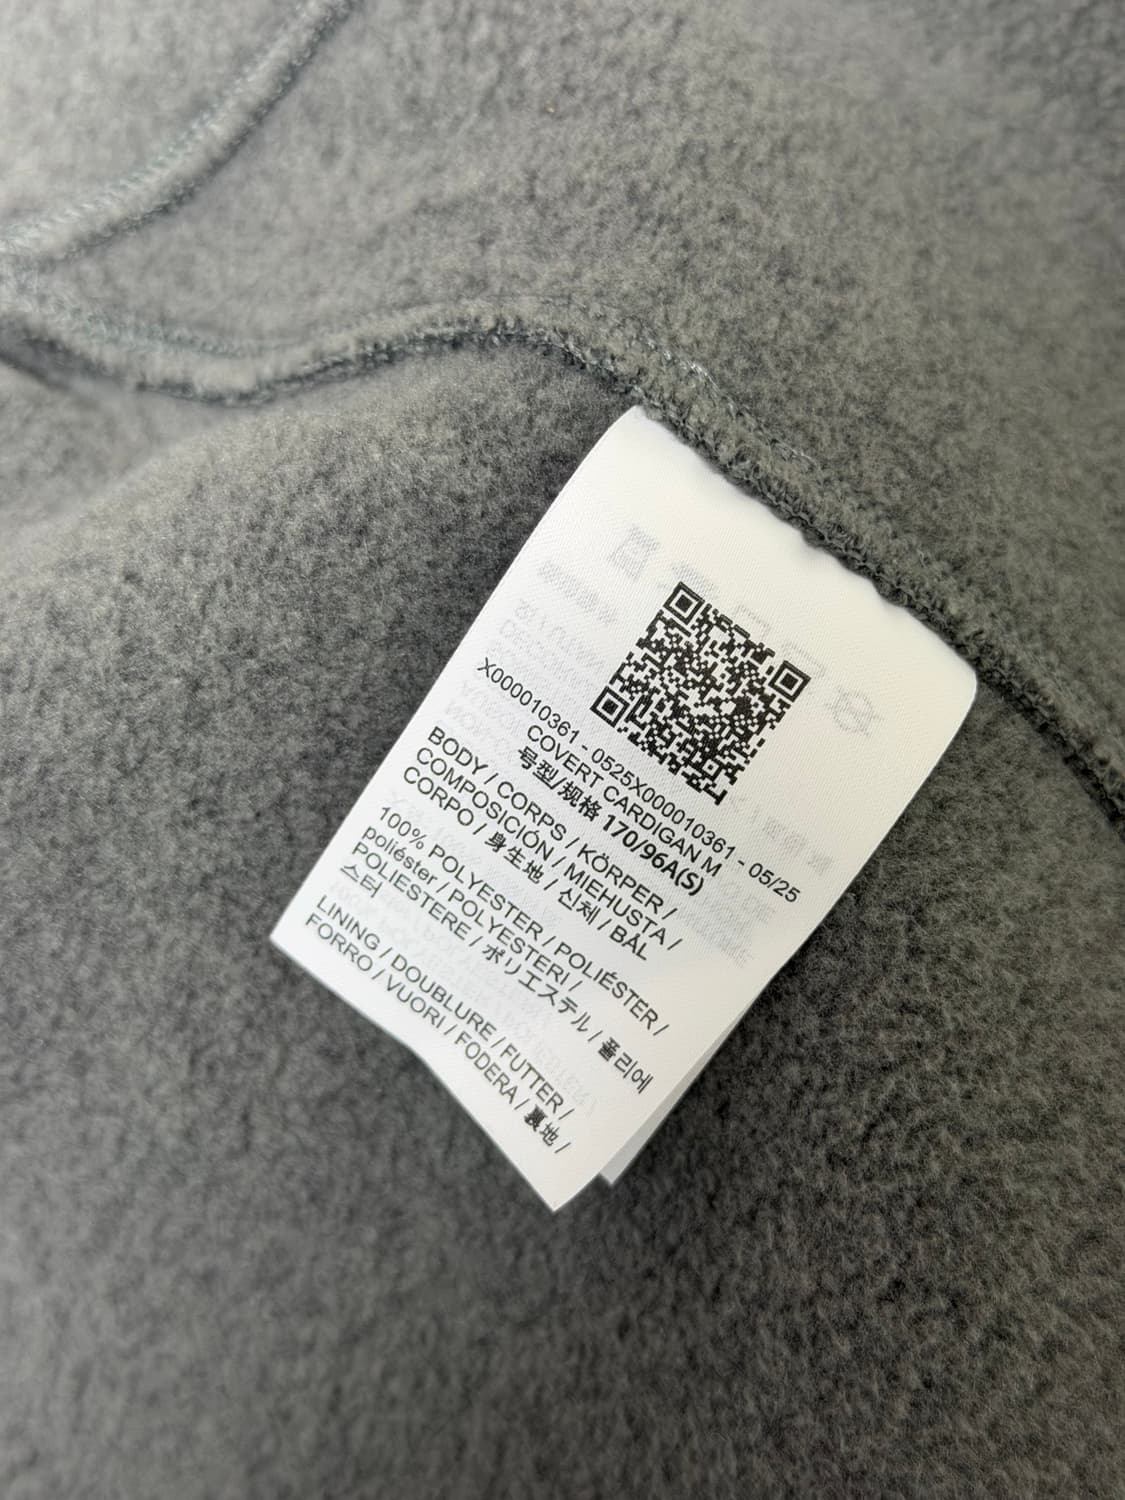 X000010361 - 0525X000010361 - 05/25
COVERT CARDIGAN M
号型/规格 170/96A(S)
BODY / CORPS / KÖRPER /
COMPOSICIÓN / MIEHUSTA /
CORPO / 身生地 / 신체 / BÅL
100% POLYESTER / POLIÉSTER /
poliéster / POLYESTERI /
POLIESTERE / ポリエステル / 폴리에
스터
LINING / DOUBLURE / FUTTER /
FORRO / VUORI / FODERA / 裏地 /